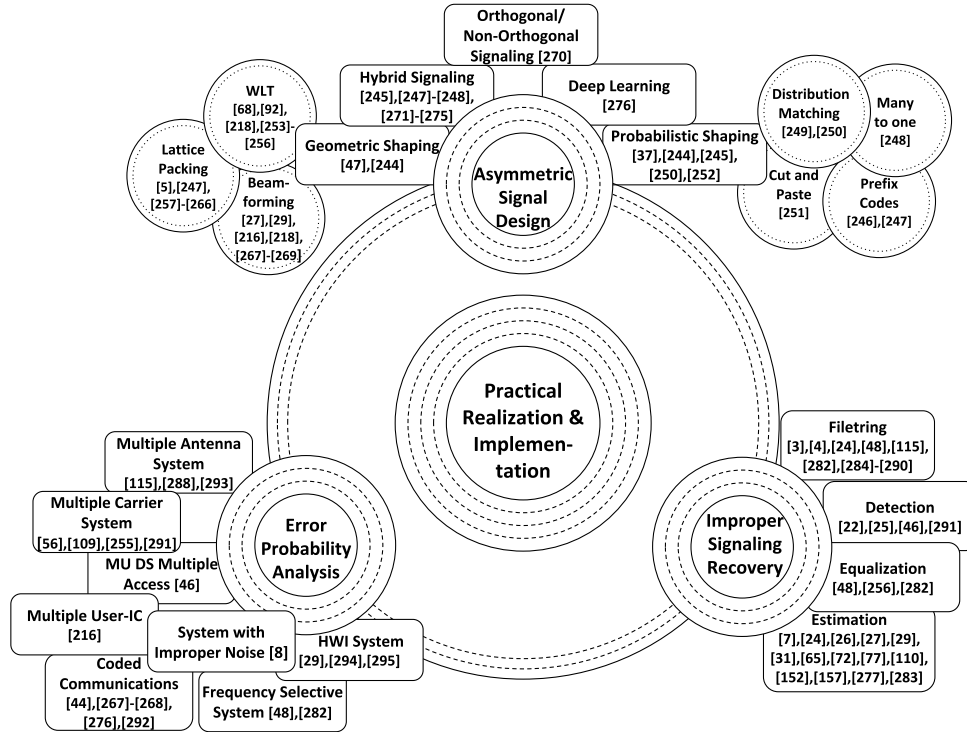 Orthogonal/
Non-Orthogonal
Signaling [270]
Hybrid Signaling
[245],[247]-[248],
[271]-[275]
Deep Learning
[276]
Geometric Shaping
[47],[244]
Probabilistic Shaping
[37],[244],[245],
[250],[252]
Asymmetric
Signal
Design
WLT
[68],[92],
[218],[253]-
[256]
Lattice
Packing
[5],[247],
[257]-[266]
Beam-
forming
[27],[29],
[216],[218],
[267]-[269]
Distribution
Matching
[249],[250]
Many
to one
[248]
Cut and
Paste
[251]
Prefix
Codes
[246],[247]
Practical
Realization &
Implemen-
tation
Multiple Antenna
System
[115],[288],[293]
Multiple Carrier
System
[56],[109],[255],[291]
MU DS Multiple
Access [46]
Multiple User-IC
[216]
System with
Improper Noise [8]
HWI System
[29],[294],[295]
Coded
Communications
[44],[267]-[268],
[276],[292]
Frequency Selective
System [48],[282]
Error
Probability
Analysis
Improper
Signaling
Recovery
Filetring
[3],[4],[24],[48],[115],
[282],[284]-[290]
Detection
[22],[25],[46],[291]
Equalization
[48],[256],[282]
Estimation
[7],[24],[26],[27],[29],
[31],[65],[72],[77],[110],
[152],[157],[277],[283]